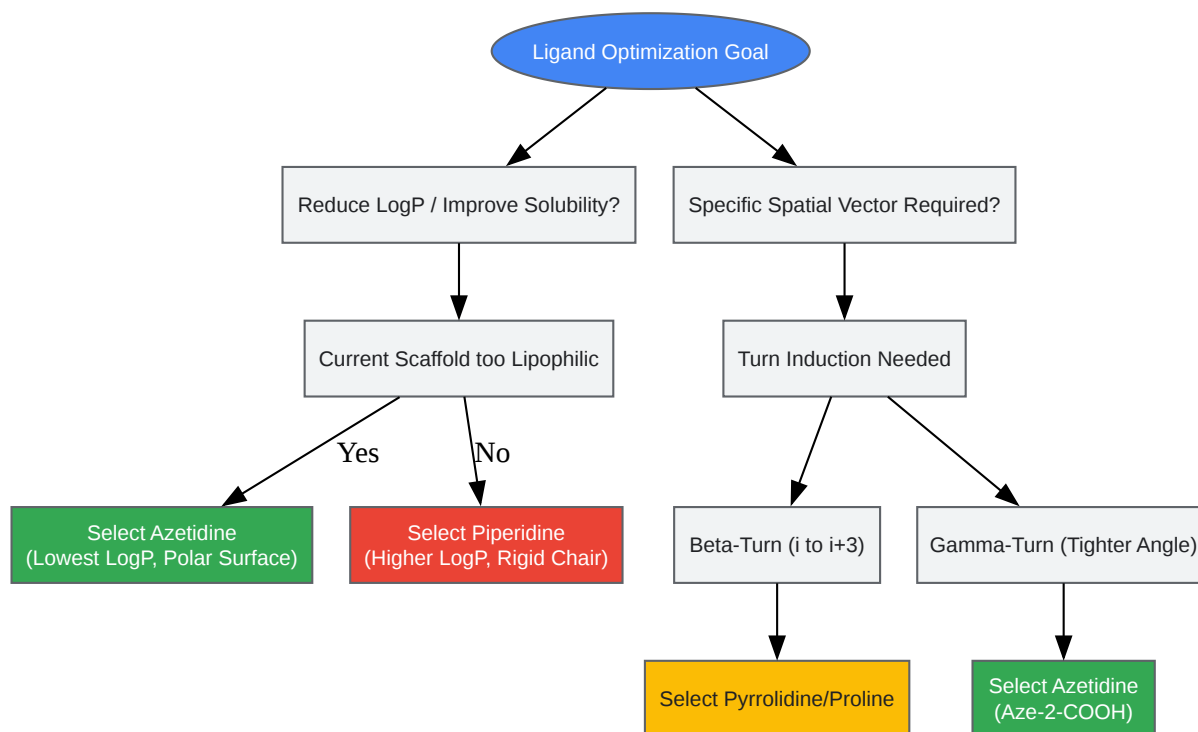 Ligand Optimization Goal
Reduce LogP / Improve Solubility?
Specific Spatial Vector Required?
Current Scaffold too Lipophilic
Turn Induction Needed
Yes
No
Select Azetidine
(Lowest LogP, Polar Surface)
Select Piperidine
(Higher LogP, Rigid Chair)
Beta-Turn (i to i+3)
Gamma-Turn (Tighter Angle)
Select Pyrrolidine/Proline
Select Azetidine
(Aze-2-COOH)